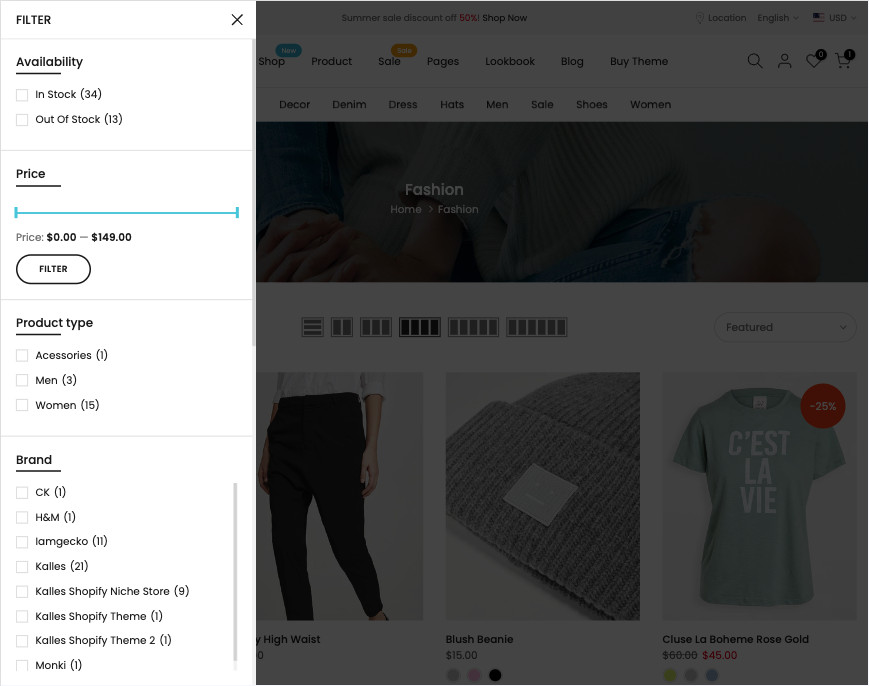 FILTER
Availability
In Stock (34)
Out Of Stock (13)
Price
Price: $0.00 — $149.00
FILTER
Product type
Acessories (1)
Men (3)
Women (15)
Brand
CK (1)
H&M (1)
Iamgecko (11)
Kalles (21)
Kalles Shopify Niche Store (9)
Kalles Shopify Theme (1)
Kalles Shopify Theme 2 (1)
Monki (1)
Summer sale discount off 50%! Shop Now
Location English USD
New Sale
Shop Product Sale Pages Lookbook Blog Buy Theme
0 1
Decor Denim Dress Hats Men Sale Shoes Women
Fashion
Home > Fashion
Featured
-25%
C'EST
LA
VIE
y High Waist
0
Blush Beanie
$15.00
Cluse La Boheme Rose Gold
$60.00 $45.00